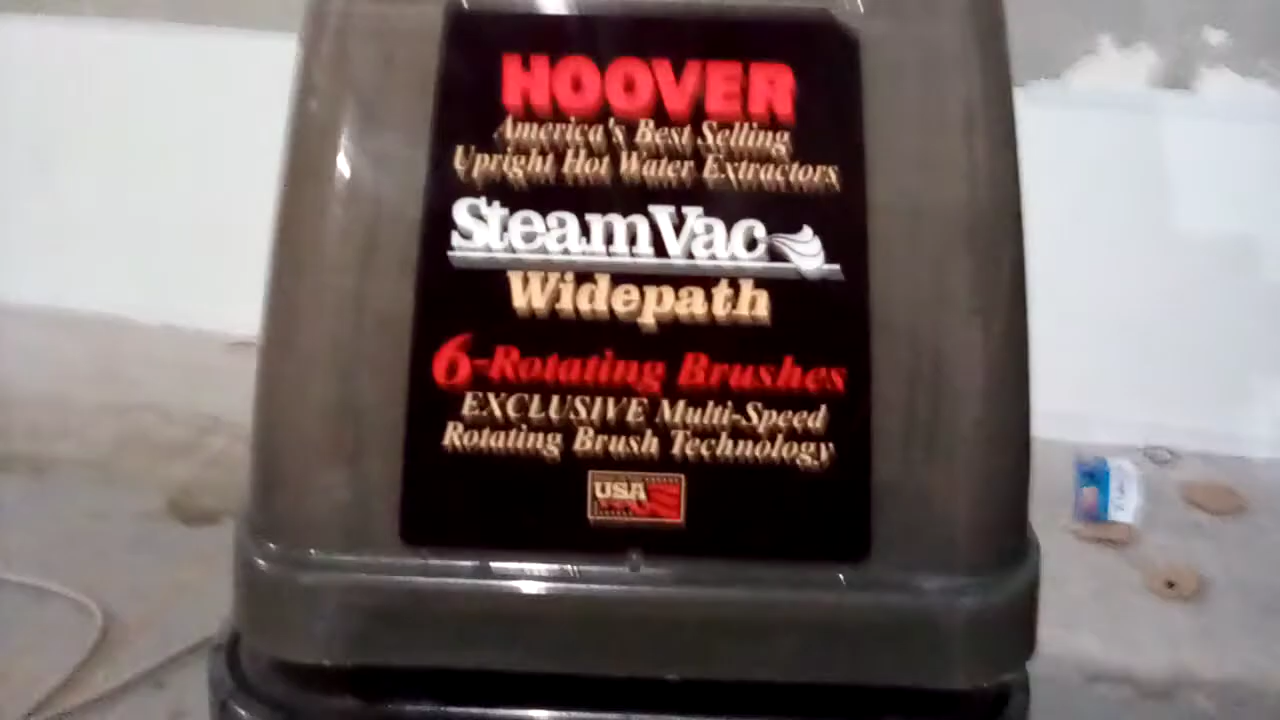 HOOVER
America's Best Selling
Upright Hot Water Extractors
SteamVac
Widepath
6-Rotating Brushes
EXCLUSIVE Multi-Speed
Rotating Brush Technology
USA